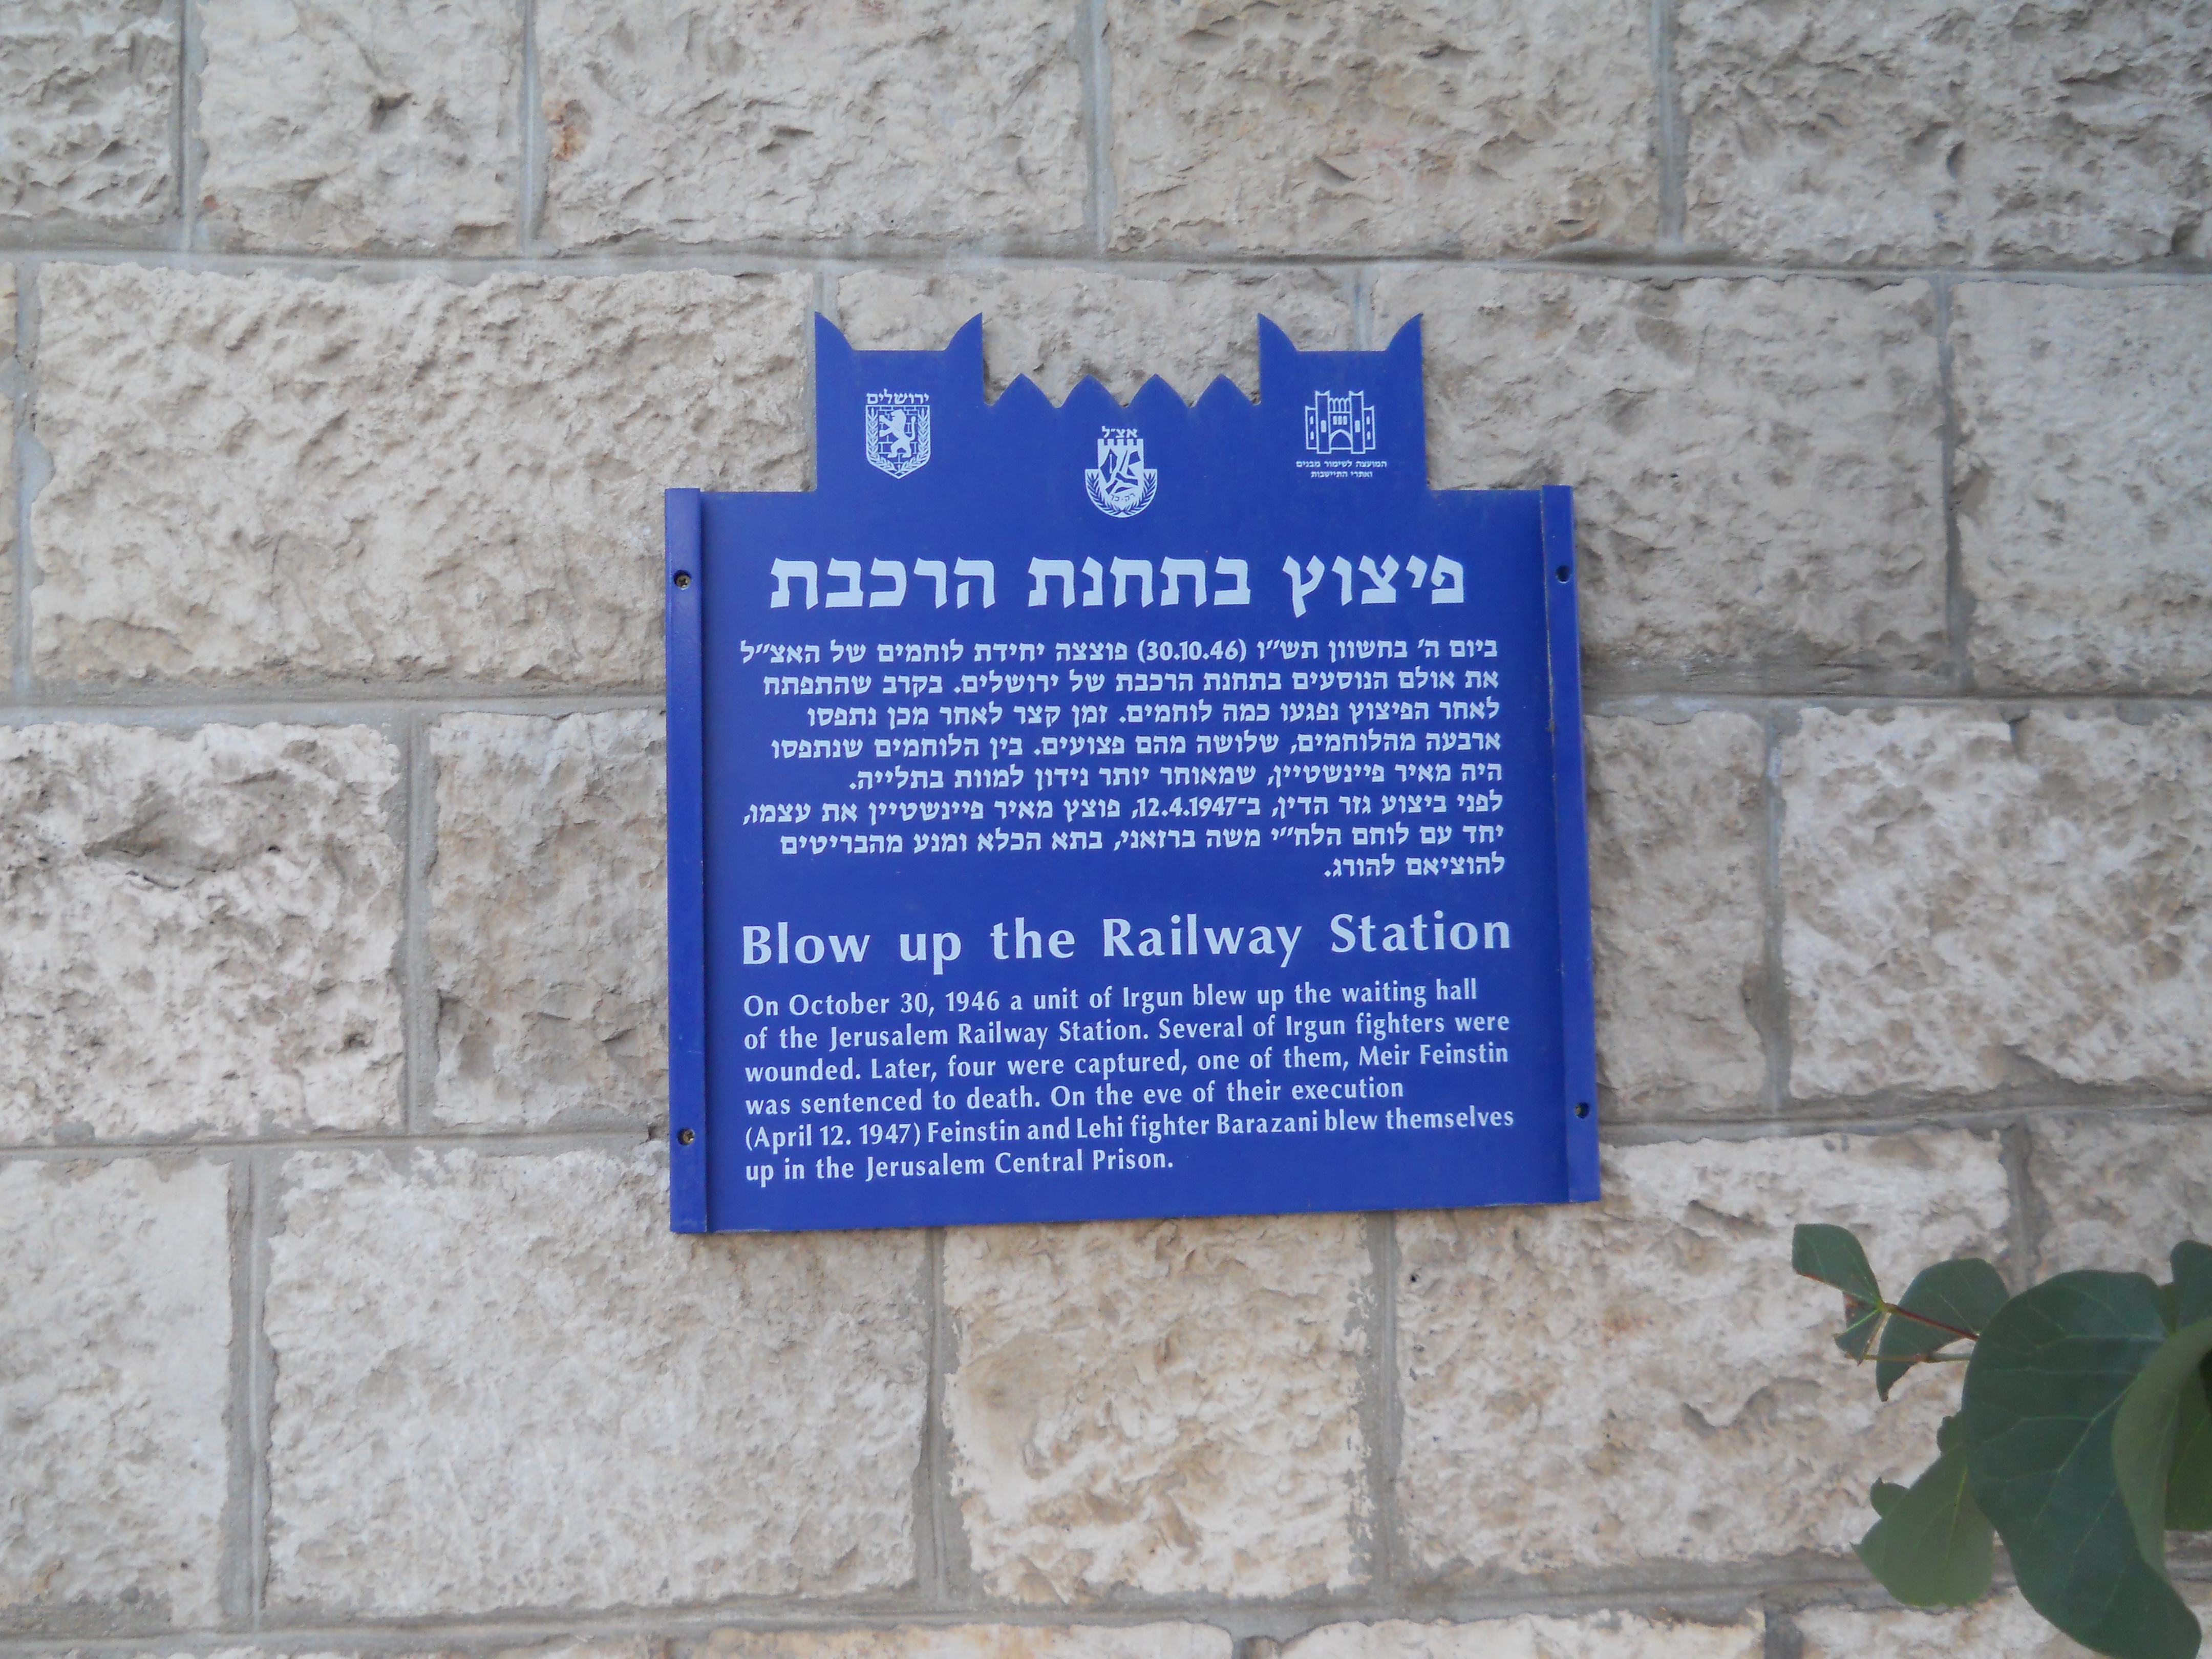 ירושלים
אצ״ל
רק כך
המועצה לשימור מבנים
ואתרי התיישבות
פיצוץ בתחנת הרכבת
ביום ה׳ בחשוון תש״ו (30.10.46) פוצצה יחידת לוחמים של האצ״ל
את אולם הנוסעים בתחנת הרכבת של ירושלים. בקרב שהתפתח
לאחר הפיצוץ נפגעו כמה לוחמים. זמן קצר לאחר מכן נתפסו
ארבעה מהלוחמים, שלושה מהם פצועים. בין הלוחמים שנתפסו
היה מאיר פיינשטיין, שמאוחר יותר נידון למוות בתלייה.
לפני ביצוע גזר הדין, ב־12.4.1947, פוצץ מאיר פיינשטיין את עצמו,
יחד עם לוחם הלח״י משה ברזאני, בתא הכלא ומנע מהבריטים
להוציאם להורג.
Blow up the Railway Station
On October 30, 1946 a unit of Irgun blew up the waiting hall
of the Jerusalem Railway Station. Several of Irgun fighters were
wounded. Later, four were captured, one of them, Meir Feinstin
was sentenced to death. On the eve of their execution
(April 12. 1947) Feinstin and Lehi fighter Barazani blew themselves
up in the Jerusalem Central Prison.